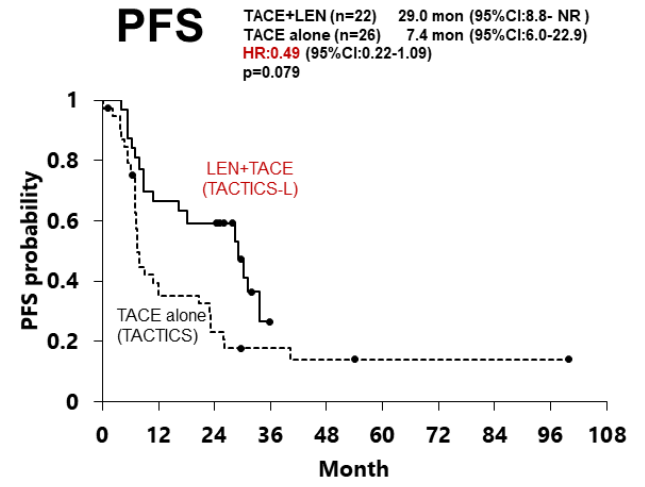 PFS
TACE+LEN (n=22) 29.0 mon (95%CI:8.8- NR )
TACE alone (n=26) 7.4 mon (95%CI:6.0-22.9)
HR:0.49 (95%CI:0.22-1.09)
p=0.079
PFS probability
1
0.8
0.6
0.4
0.2
0
LEN+TACE
(TACTICS-L)
TACE alone
(TACTICS)
0 12 24 36 48 60 72 84 96 108
Month